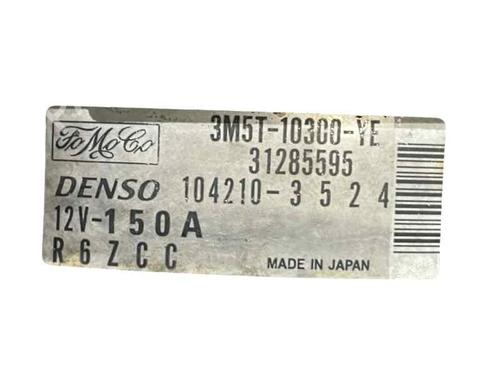 FoMoCo
3M5T-10300-YE
31285595
DENSO 104210-3524
12V-150A
R6ZCC
MADE IN JAPAN